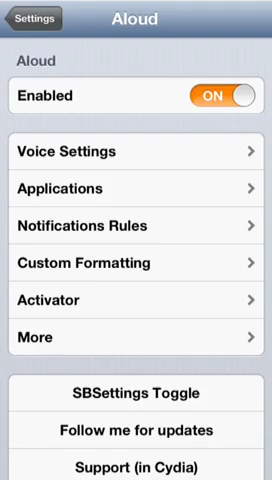 Settings
Aloud
Aloud
Enabled
ON
Voice Settings
Applications
Notifications Rules
Custom Formatting
Activator
More
SBSettings Toggle
Follow me for updates
Support (in Cydia)